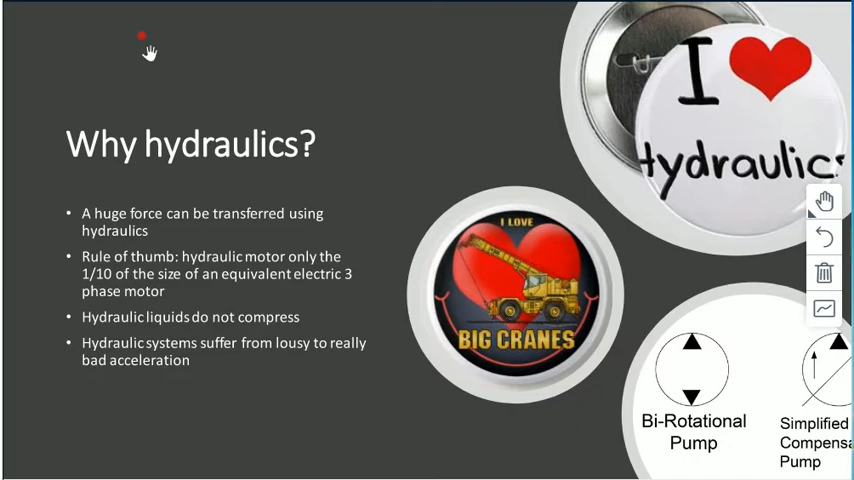 Why hydraulics?
• A huge force can be transferred using
hydraulics
• Rule of thumb: hydraulic motor only the
1/10 of the size of an equivalent electric 3
phase motor
• Hydraulic liquids do not compress
• Hydraulic systems suffer from lousy to really
bad acceleration
I
Hydraulics
I LOVE
BIG CRANES
Bi-Rotational
Pump
Simplified
Pump